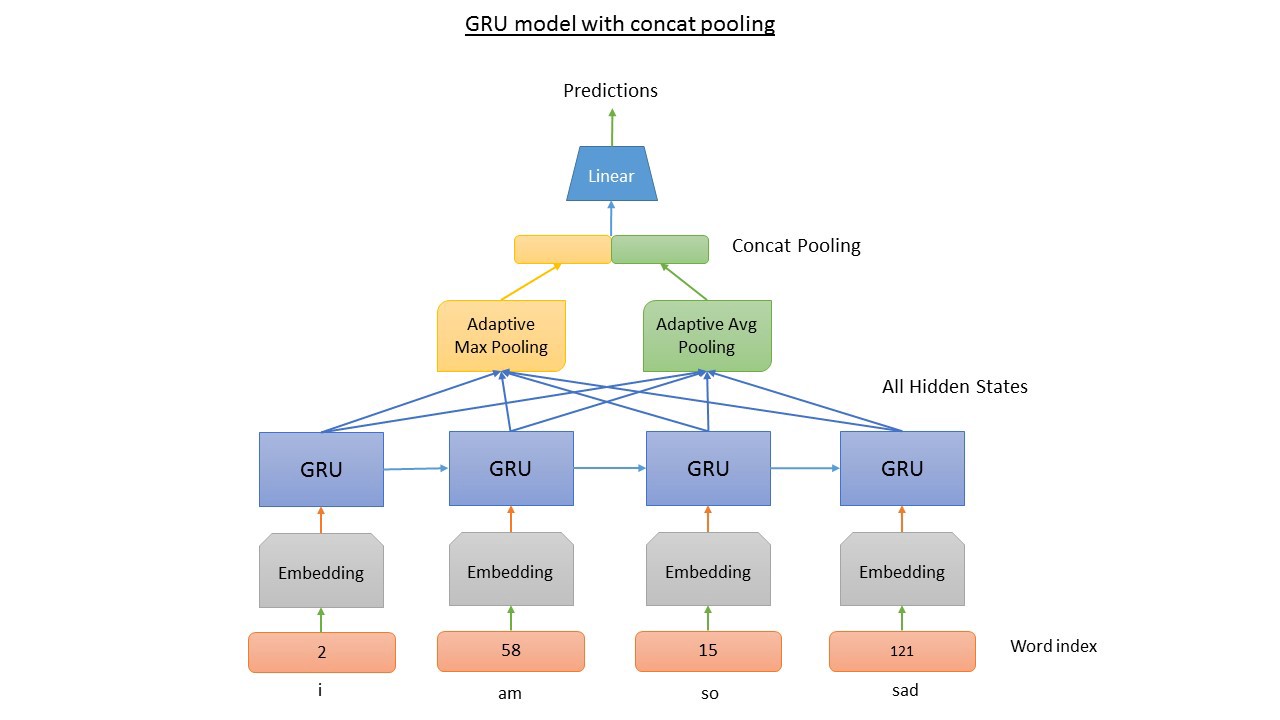 GRU model with concat pooling
Predictions
Linear
Concat Pooling
Adaptive
Max Pooling
Adaptive Avg
Pooling
All Hidden States
GRU
GRU
GRU
GRU
Embedding
Embedding
Embedding
Embedding
2
58
15
121
Word index
i
am
so
sad